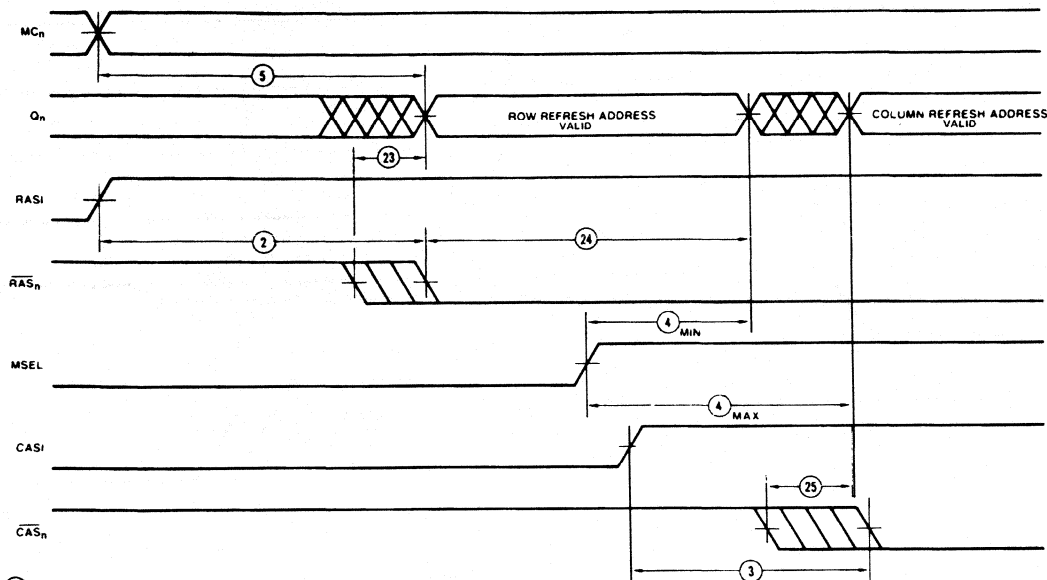 MCn
5
Qn
ROW REFRESH ADDRESS
VALID
COLUMN REFRESH ADDRESS
VALID
23
RASI
2
24
RASn
4 MIN
MSEL
4 MAX
CASI
25
CASn
3